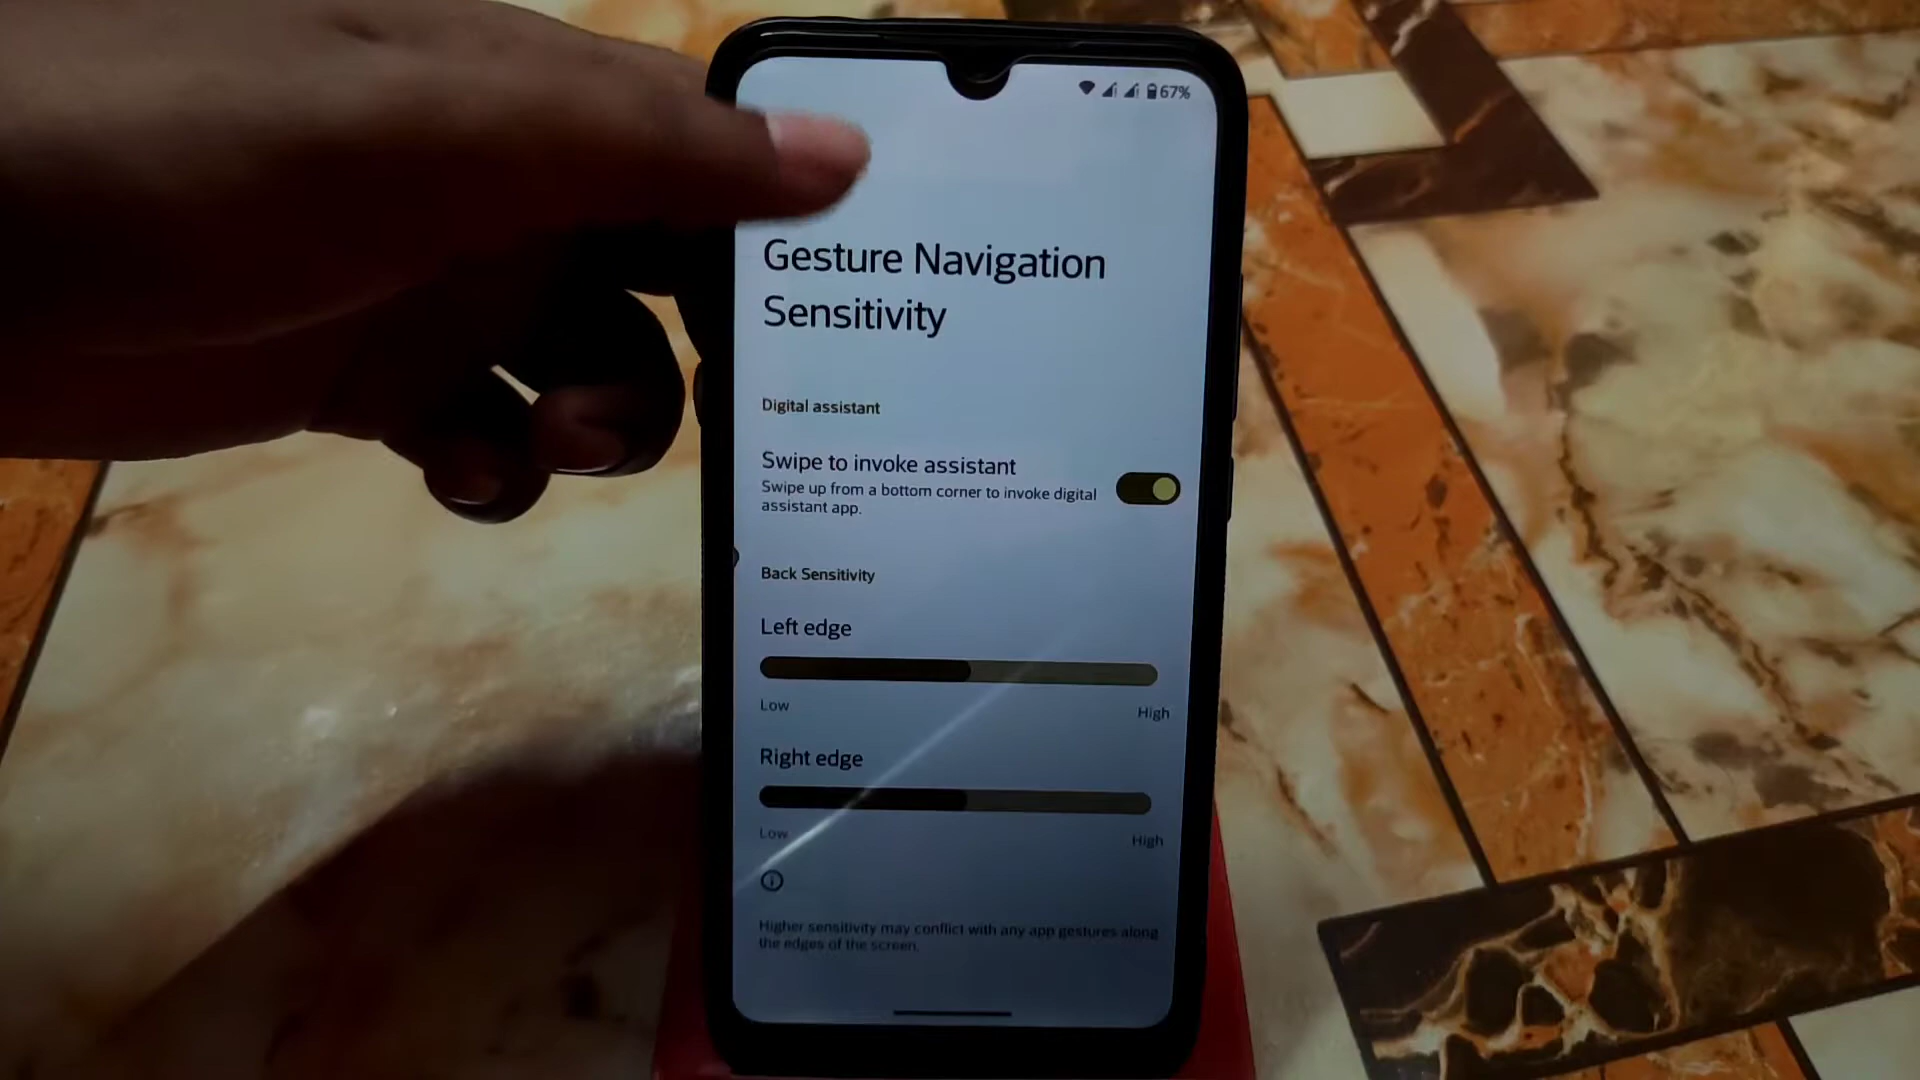 67%
Gesture Navigation
Sensitivity
Digital assistant
Swipe to invoke assistant
Swipe up from a bottom corner to invoke digital
assistant app.
Back Sensitivity
Left edge
Low High
Right edge
Low High
Higher sensitivity may conflict with any app gestures along
the edges of the screen.